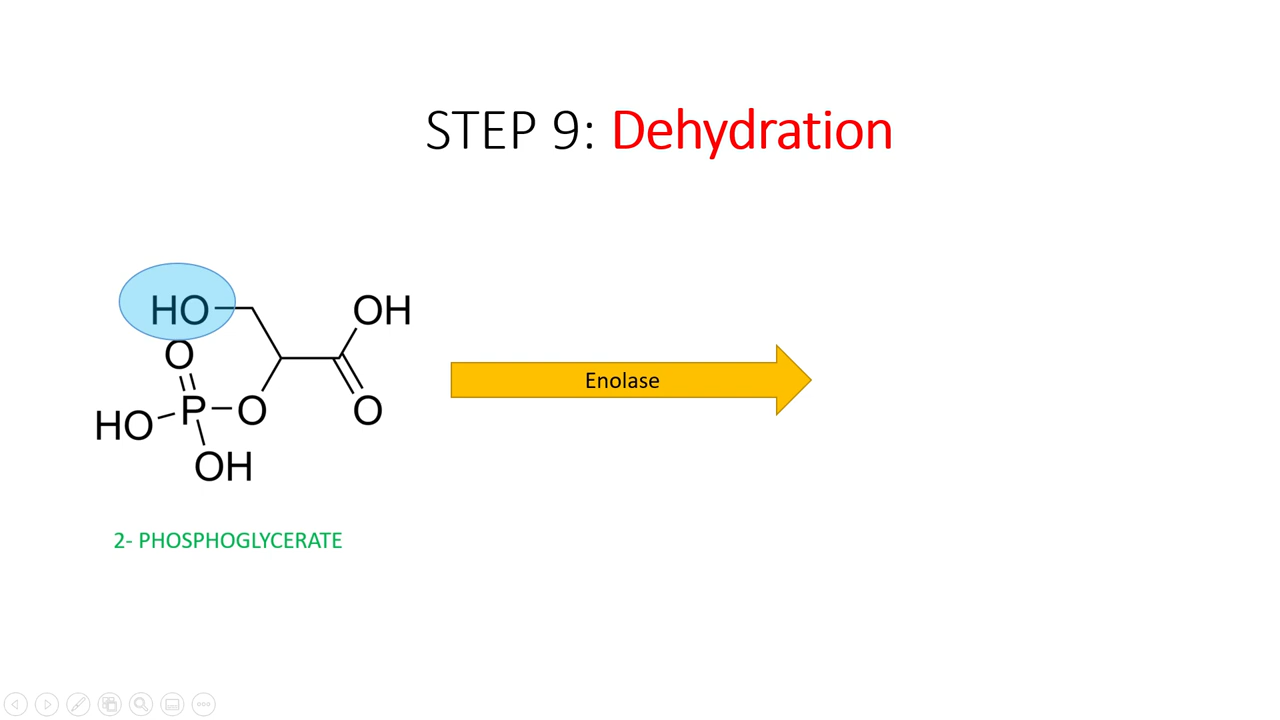 STEP 9: Dehydration
HO
OH
O
Enolase
HO
P
O
O
OH
2- PHOSPHOGLYCERATE